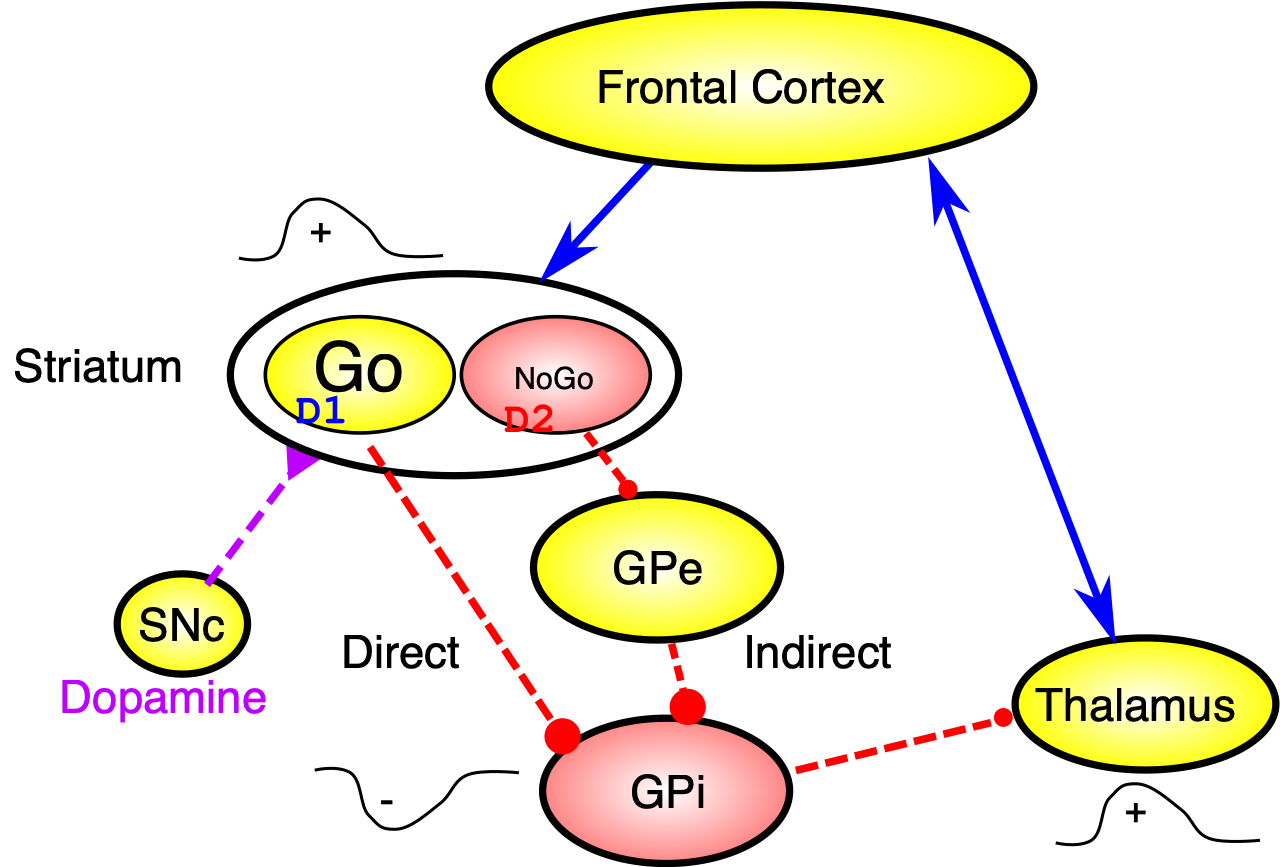 Frontal Cortex
+
Striatum
Go
D1
NoGo
D2
GPe
SNc
Dopamine
Direct
Indirect
Thalamus
-
GPi
+